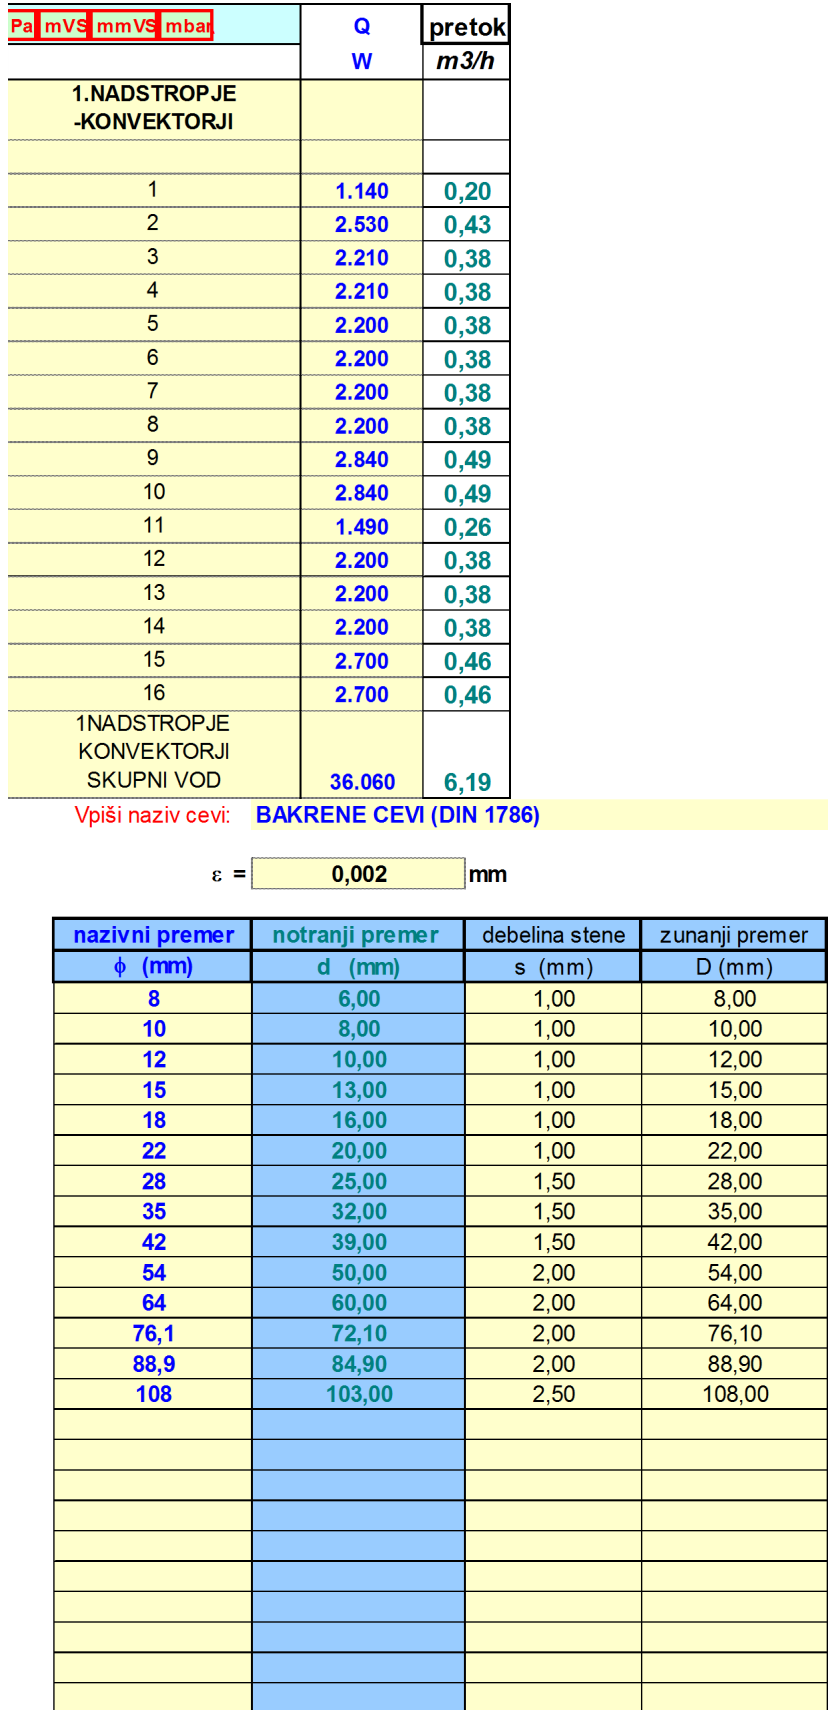 Pa mVS mmVS mbar Q pretok
W m3/h
1.NADSTROPJE
-KONVEKTORJI
1 1.140 0,20
2 2.530 0,43
3 2.210 0,38
4 2.210 0,38
5 2.200 0,38
6 2.200 0,38
7 2.200 0,38
8 2.200 0,38
9 2.840 0,49
10 2.840 0,49
11 1.490 0,26
12 2.200 0,38
13 2.200 0,38
14 2.200 0,38
15 2.700 0,46
16 2.700 0,46
1NADSTROPJE
KONVEKTORJI
SKUPNI VOD 36.060 6,19
Vpiši naziv cevi: BAKRENE CEVI (DIN 1786)
ε = 0,002 mm
nazivni premer notranji premer debelina stene zunanji premer
ϕ (mm) d (mm) s (mm) D (mm)
8 6,00 1,00 8,00
10 8,00 1,00 10,00
12 10,00 1,00 12,00
15 13,00 1,00 15,00
18 16,00 1,00 18,00
22 20,00 1,00 22,00
28 25,00 1,50 28,00
35 32,00 1,50 35,00
42 39,00 1,50 42,00
54 50,00 2,00 54,00
64 60,00 2,00 64,00
76,1 72,10 2,00 76,10
88,9 84,90 2,00 88,90
108 103,00 2,50 108,00